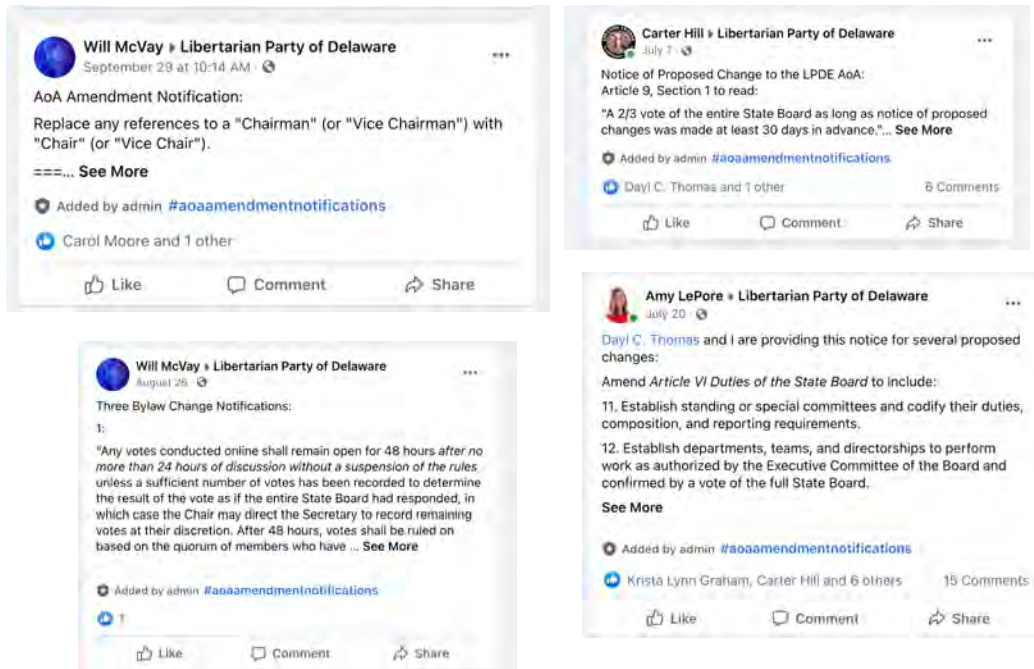 Will McVay ▸ Libertarian Party of Delaware
September 29 at 10:14 AM ·
AoA Amendment Notification:
Replace any references to a "Chairman" (or "Vice Chairman") with
"Chair" (or "Vice Chair").
===... See More
Added by admin #aoaamendmentnotifications
Carol Moore and 1 other
Like Comment Share
Carter Hill ▸ Libertarian Party of Delaware
July 7 ·
Notice of Proposed Change to the LPDE AoA:
Article 9, Section 1 to read:
"A 2/3 vote of the entire State Board as long as notice of proposed
changes was made at least 30 days in advance."... See More
Added by admin #aoaamendmentnotifications
Dayl C. Thomas and 1 other 6 Comments
Like Comment Share
Will McVay ▸ Libertarian Party of Delaware
August 26 ·
Three Bylaw Change Notifications:
1:
"Any votes conducted online shall remain open for 48 hours after no
more than 24 hours of discussion without a suspension of the rules
unless a sufficient number of votes has been recorded to determine
the result of the vote as if the entire State Board had responded, in
which case the Chair may direct the Secretary to record remaining
votes at their discretion. After 48 hours, votes shall be ruled on
based on the quorum of members who have ... See More
Added by admin #aoaamendmentnotifications
1
Like Comment Share
Amy LePore ▸ Libertarian Party of Delaware
July 20 ·
Dayl C. Thomas and I are providing this notice for several proposed
changes:
Amend Article VI Duties of the State Board to include:
11. Establish standing or special committees and codify their duties,
composition, and reporting requirements.
12. Establish departments, teams, and directorships to perform
work as authorized by the Executive Committee of the Board and
confirmed by a vote of the full State Board.
See More
Added by admin #aoaamendmentnotifications
Krista Lynn Graham, Carter Hill and 6 others 15 Comments
Like Comment Share